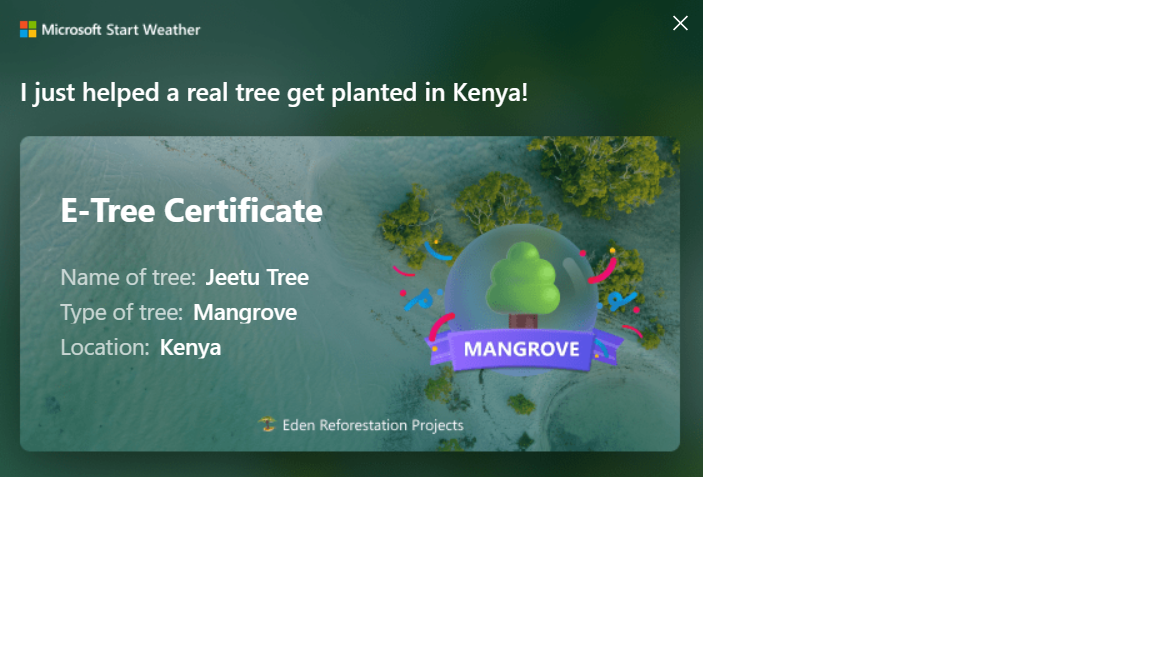 Microsoft Start Weather
I just helped a real tree get planted in Kenya!
E-Tree Certificate
Name of tree: Jeetu Tree
Type of tree: Mangrove
Location: Kenya
MANGROVE
Eden Reforestation Projects